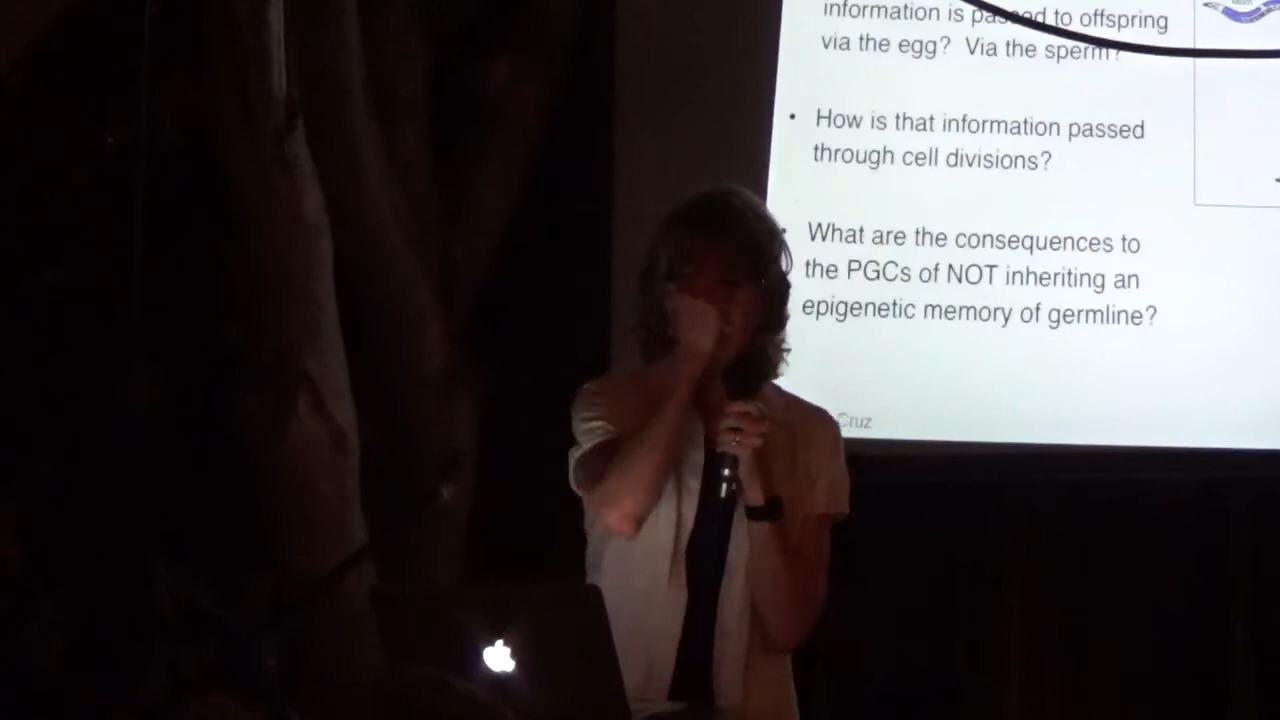 information is passed to offspring
via the egg? Via the sperm?
• How is that information passed
through cell divisions?
What are the consequences to
the PGCs of NOT inheriting an
epigenetic memory of germline?
Cruz